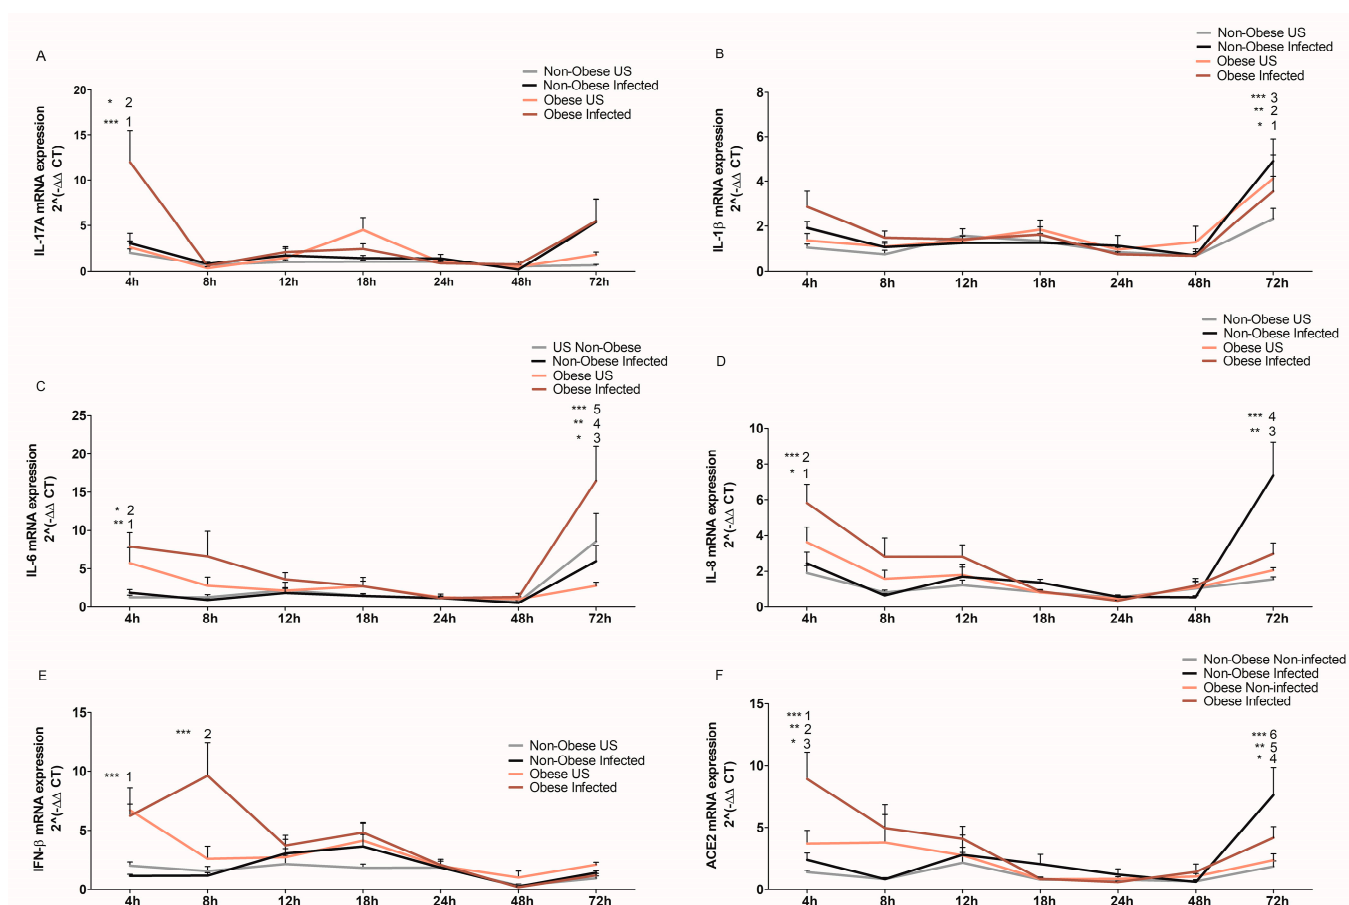 A
Non-Obese US
Non-Obese Infected
Obese US
Obese Infected
IL-17A mRNA expression
2^(-ΔΔ CT)
20
15
10
5
0
* 2
*** 1
4h 8h 12h 18h 24h 48h 72h
B
Non-Obese US
Non-Obese Infected
Obese US
Obese Infected
IL-1β mRNA expression
2^(-ΔΔ CT)
8
6
4
2
0
*** 3
** 2
* 1
4h 8h 12h 18h 24h 48h 72h
C
US Non-Obese
Non-Obese Infected
Obese US
Obese Infected
IL-6 mRNA expression
2^(-ΔΔ CT)
25
20
15
10
5
0
* 2
** 1
*** 5
** 4
* 3
4h 8h 12h 18h 24h 48h 72h
D
Non-Obese US
Non-Obese Infected
Obese US
Obese Infected
IL-8 mRNA expression
2^(-ΔΔ CT)
10
8
6
4
2
0
*** 2
* 1
*** 4
** 3
4h 8h 12h 18h 24h 48h 72h
E
Non-Obese US
Non-Obese Infected
Obese US
Obese Infected
IFN-β mRNA expression
2^(-ΔΔ CT)
15
10
5
0
*** 1
*** 2
4h 8h 12h 18h 24h 48h 72h
F
Non-Obese Non-infected
Non-Obese Infected
Obese Non-infected
Obese Infected
ACE2 mRNA expression
2^(-ΔΔ CT)
15
10
5
0
*** 1
** 2
* 3
*** 6
** 5
* 4
4h 8h 12h 18h 24h 48h 72h